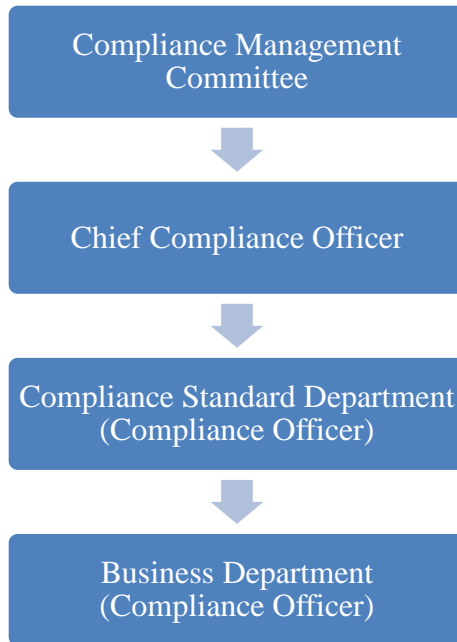 Compliance Management
Committee
Chief Compliance Officer
Compliance Standard Department
(Compliance Officer)
Business Department
(Compliance Officer)